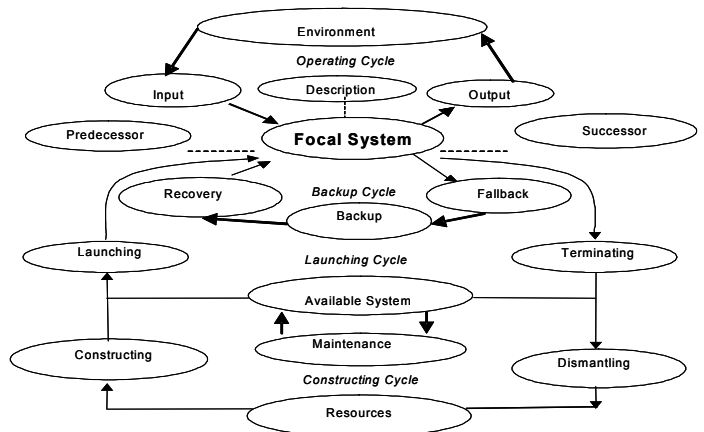 Environment
Operating Cycle
Description
Input
Output
Predecessor
Focal System
Successor
Recovery
Backup Cycle
Fallback
Backup
Launching
Launching Cycle
Terminating
Available System
Constructing
Maintenance
Dismantling
Constructing Cycle
Resources